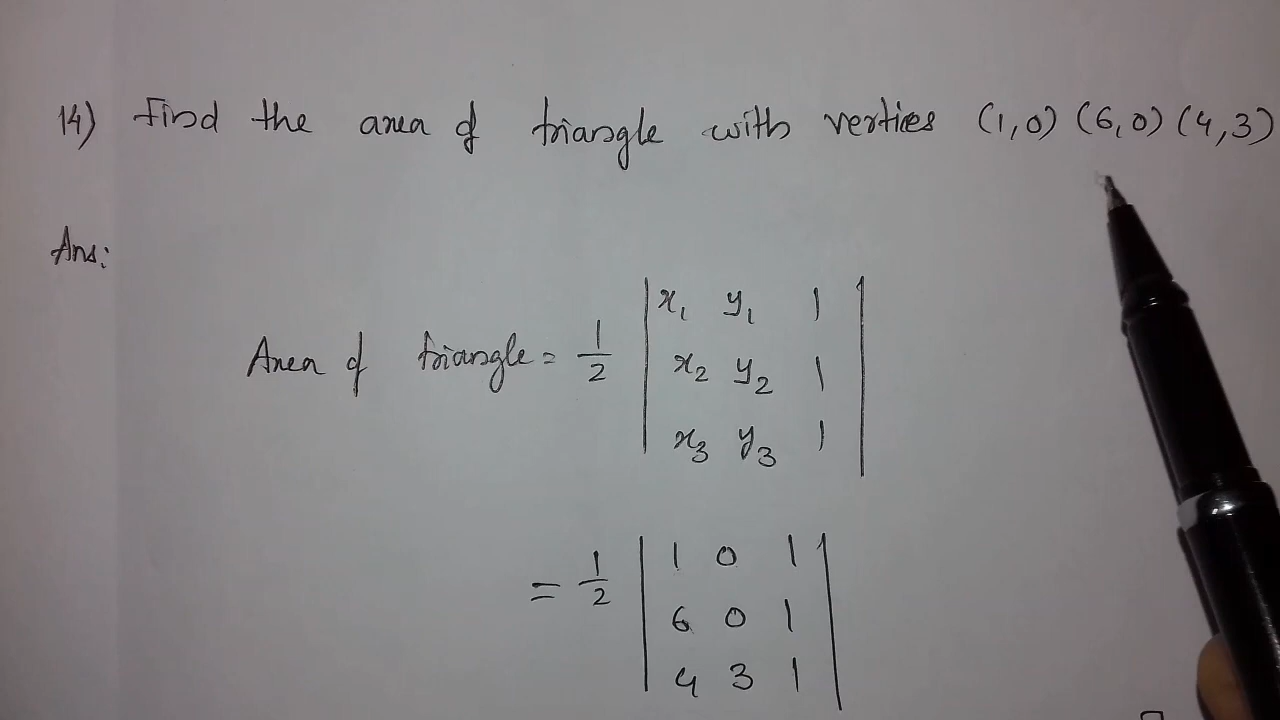 14) Find the area of triangle with verties (1,0) (6,0) (4,3)
Ans:
Area of triangle = 1/2 | x₁ y₁ 1 |
| x₂ y₂ 1 |
| x₃ y₃ 1 |
= 1/2 | 1 0 1 |
| 6 0 1 |
| 4 3 1 |